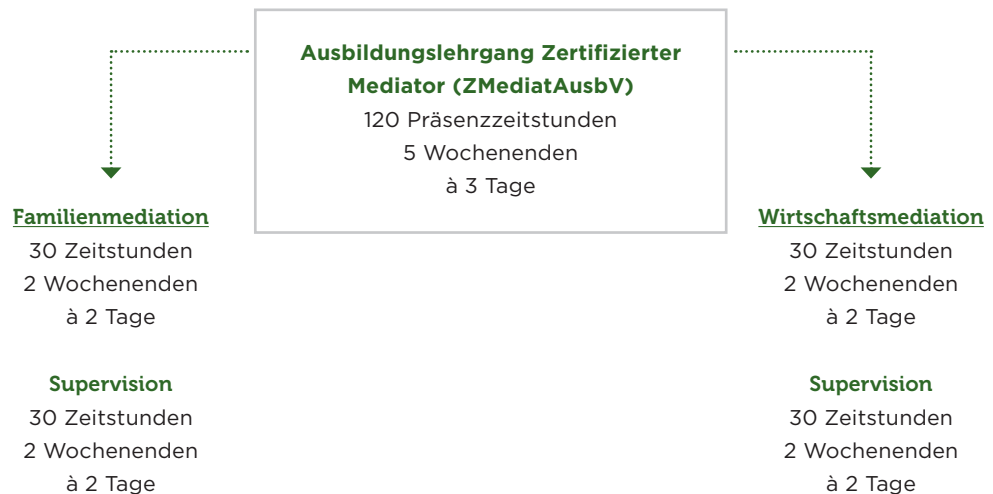 Ausbildungslehrgang Zertifizierter
Mediator (ZMediatAusbV)
120 Präsenzzeitstunden
5 Wochenenden
à 3 Tage
Familienmediation
30 Zeitstunden
2 Wochenenden
à 2 Tage
Supervision
30 Zeitstunden
2 Wochenenden
à 2 Tage
Wirtschaftsmediation
30 Zeitstunden
2 Wochenenden
à 2 Tage
Supervision
30 Zeitstunden
2 Wochenenden
à 2 Tage